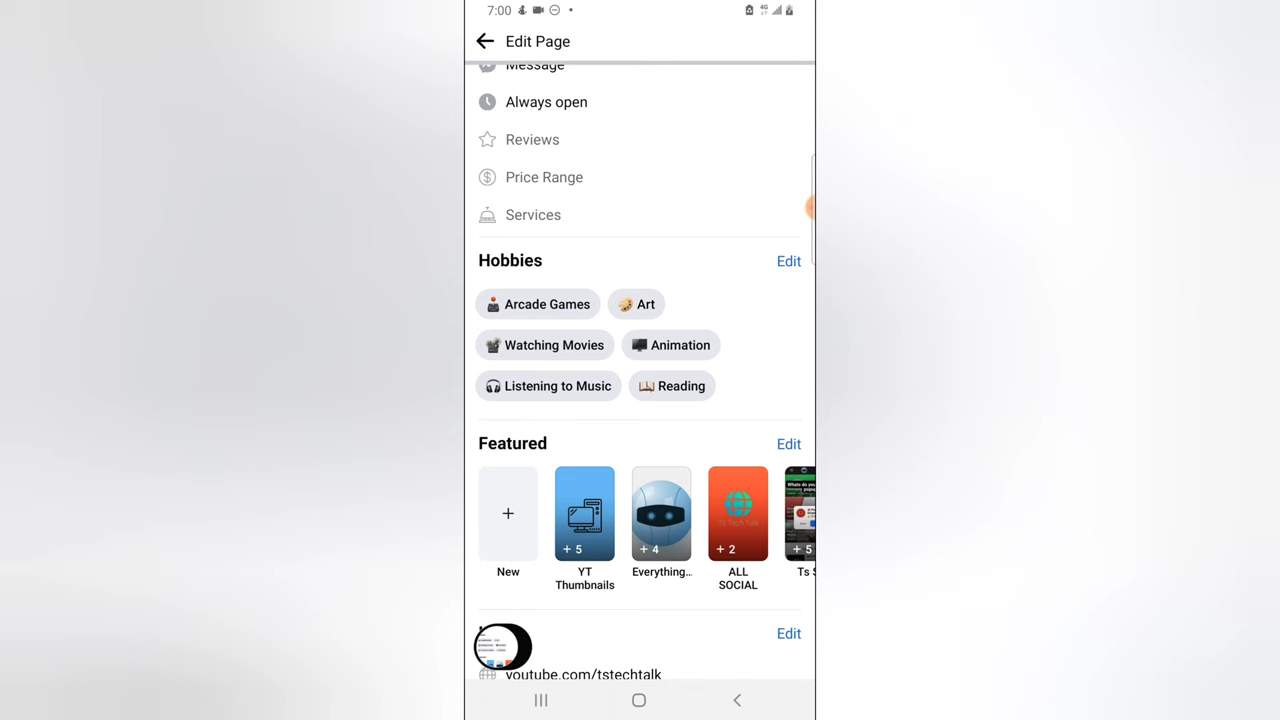 7:00
4G
Edit Page
Message
Always open
Reviews
Price Range
Services
Hobbies Edit
Arcade Games Art
Watching Movies Animation
Listening to Music Reading
Featured Edit
+ 5 + 4 + 2 + 5
New YT Thumbnails Everything... ALL SOCIAL Ts
Edit
youtube.com/tstechtalk